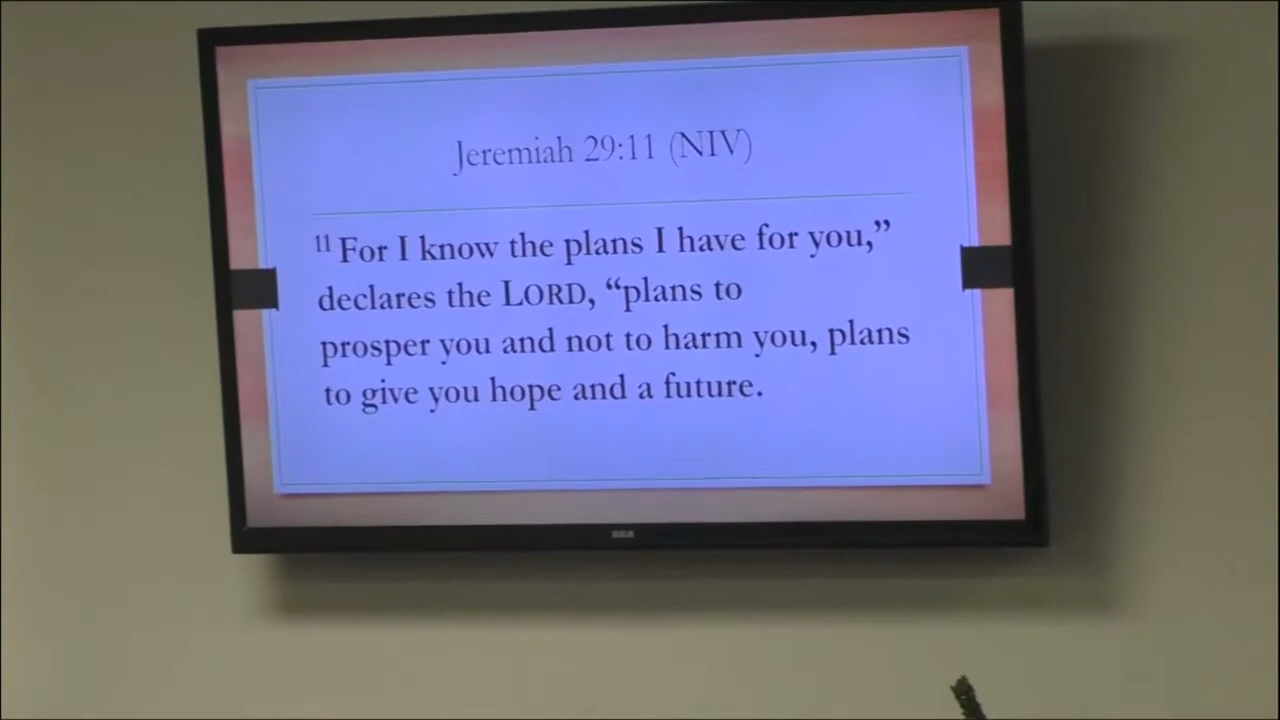 Jeremiah 29:11 (NIV)
11 For I know the plans I have for you,”
declares the LORD, “plans to
prosper you and not to harm you, plans
to give you hope and a future.
RCA